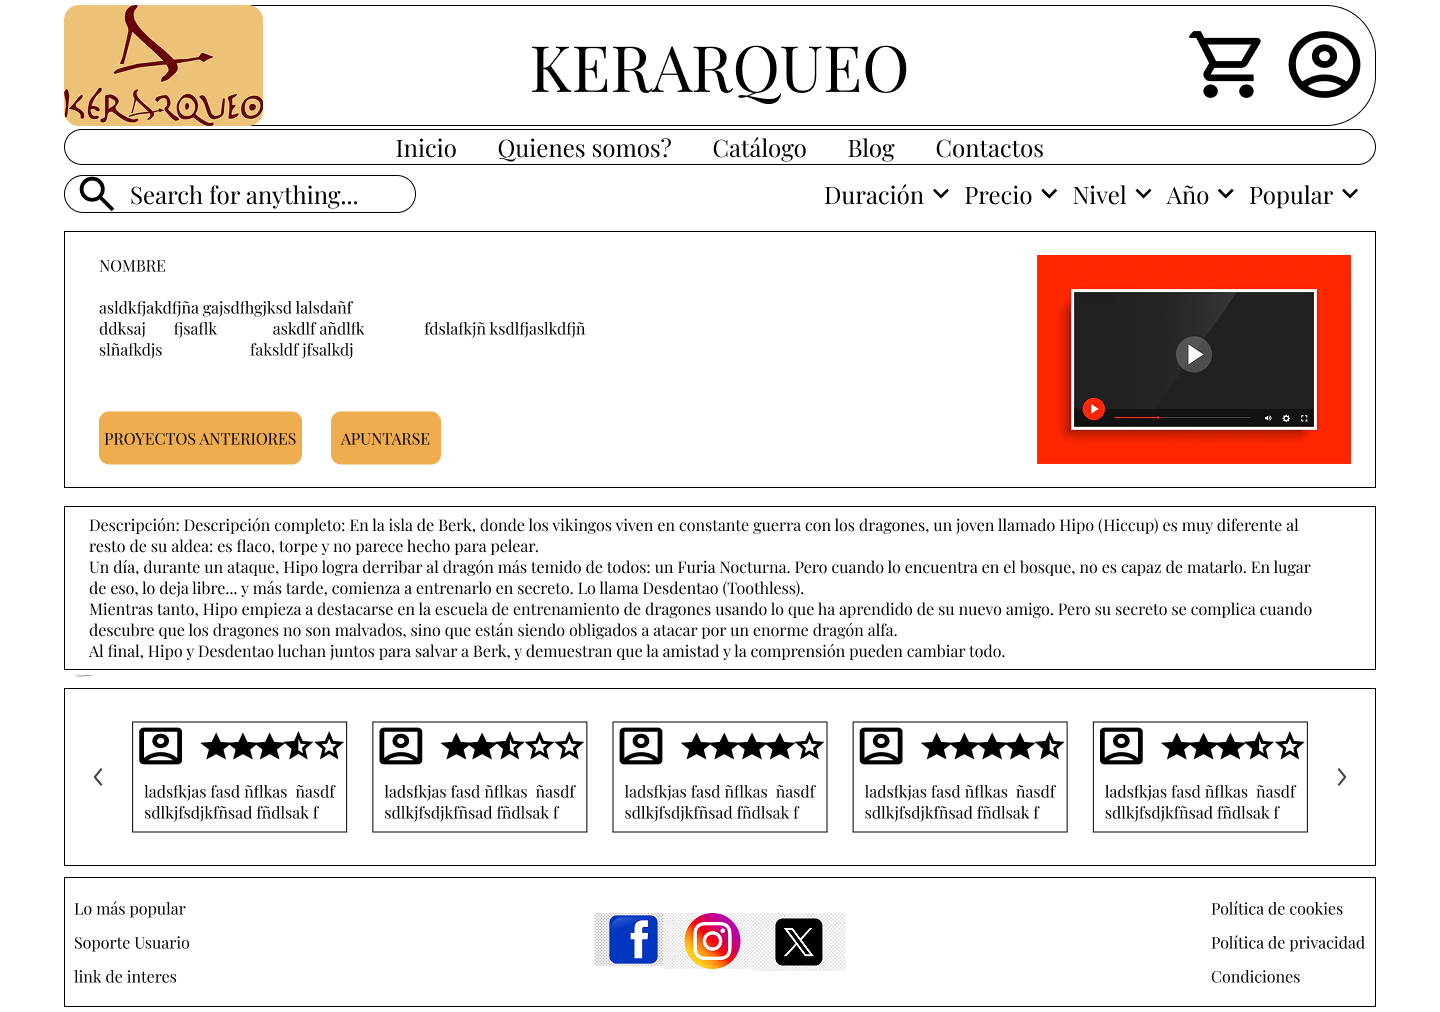 KERARQUEO
KERARQUEO
Inicio Quienes somos? Catálogo Blog Contactos
Search for anything... Duración Precio Nivel Año Popular
NOMBRE
asldkfjakdfjña gajsdfhgjksd lalsdañf
ddksaj fjsaflk askdlf añdlfk fdslafkjñ ksdlfjaslkdfjñ
slñafkdjs faksldf jfsalkdj
PROYECTOS ANTERIORES APUNTARSE
Descripción: Descripción completo: En la isla de Berk, donde los vikingos viven en constante guerra con los dragones, un joven llamado Hipo (Hiccup) es muy diferente al
resto de su aldea: es flaco, torpe y no parece hecho para pelear.
Un día, durante un ataque, Hipo logra derribar al dragón más temido de todos: un Furia Nocturna. Pero cuando lo encuentra en el bosque, no es capaz de matarlo. En lugar
de eso, lo deja libre... y más tarde, comienza a entrenarlo en secreto. Lo llama Desdentao (Toothless).
Mientras tanto, Hipo empieza a destacarse en la escuela de entrenamiento de dragones usando lo que ha aprendido de su nuevo amigo. Pero su secreto se complica cuando
descubre que los dragones no son malvados, sino que están siendo obligados a atacar por un enorme dragón alfa.
Al final, Hipo y Desdentao luchan juntos para salvar a Berk, y demuestran que la amistad y la comprensión pueden cambiar todo.
ladsfkjas fasd ñflkas ñasdf
sdlkjfsdjkfñsad fñdlsak f
ladsfkjas fasd ñflkas ñasdf
sdlkjfsdjkfñsad fñdlsak f
ladsfkjas fasd ñflkas ñasdf
sdlkjfsdjkfñsad fñdlsak f
ladsfkjas fasd ñflkas ñasdf
sdlkjfsdjkfñsad fñdlsak f
ladsfkjas fasd ñflkas ñasdf
sdlkjfsdjkfñsad fñdlsak f
Lo más popular
Soporte Usuario
link de interes
Política de cookies
Política de privacidad
Condiciones